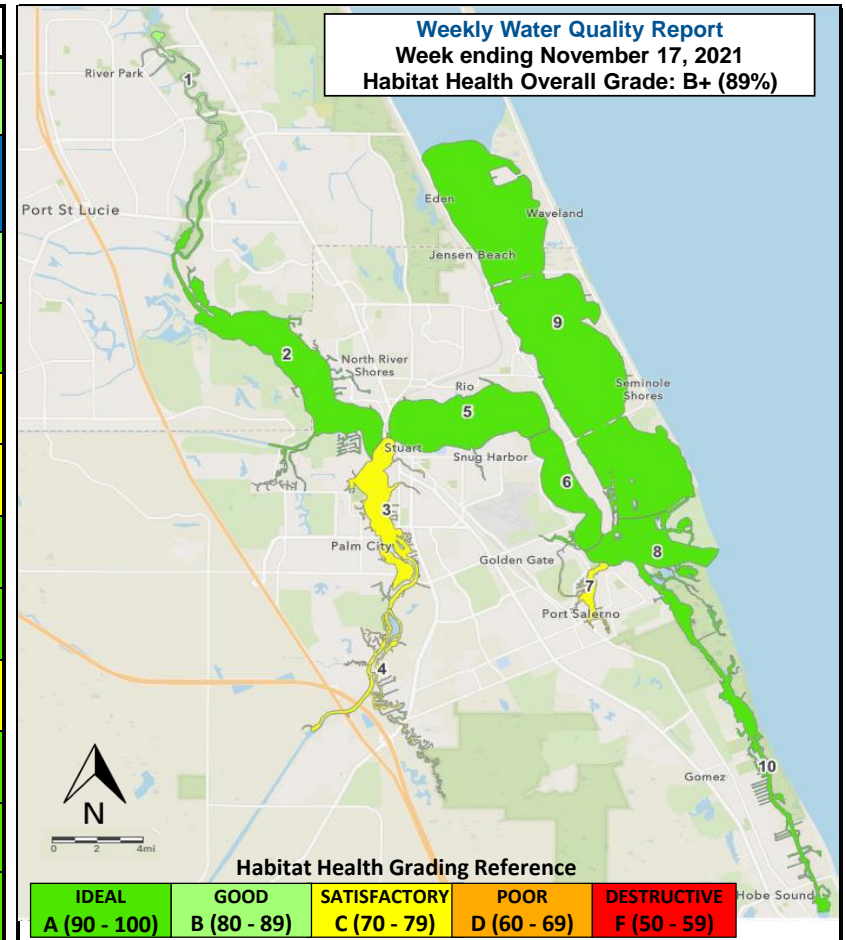 Weekly Water Quality Report
Week ending November 17, 2021
Habitat Health Overall Grade: B+ (89%)
River Park
1
Port St Lucie
Eden
Waveland
Jensen Beach
9
2
North River
Shores
Rio
Seminole
Shores
5
Stuart
Snug Harbor
6
3
Palm City
Golden Gate
8
7
Port Salerno
4
10
Gomez
N
0 2 4mi
Hobe Sound
Habitat Health Grading Reference
IDEAL
A (90 - 100)
GOOD
B (80 - 89)
SATISFACTORY
C (70 - 79)
POOR
D (60 - 69)
DESTRUCTIVE
F (50 - 59)